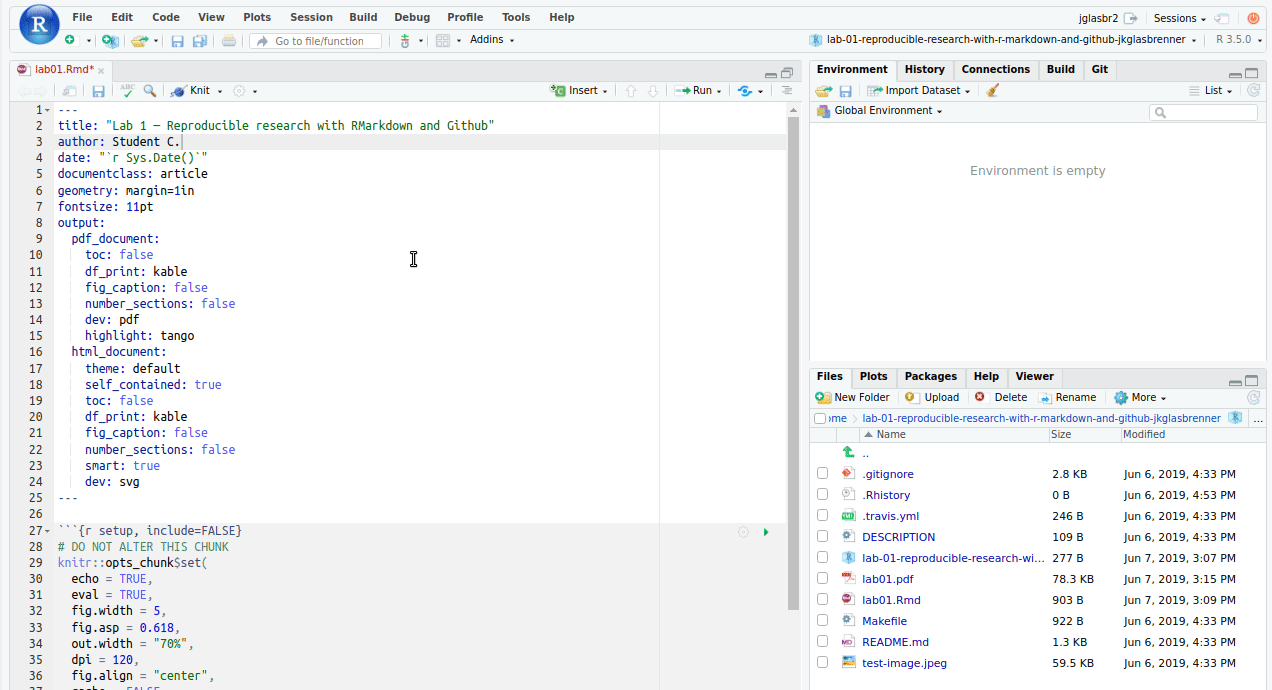 R File Edit Code View Plots Session Build Debug Profile Tools Help jglasbr2 Sessions
Go to file/function Addins lab-01-reproducible-research-with-r-markdown-and-github-jkglasbrenner R 3.5.0
lab01.Rmd*
ABC Knit Insert Run
1 ---
2 title: "Lab 1 – Reproducible research with RMarkdown and Github"
3 author: Student C.
4 date: "`r Sys.Date()`"
5 documentclass: article
6 geometry: margin=1in
7 fontsize: 11pt
8 output:
9 pdf_document:
10 toc: false
11 df_print: kable
12 fig_caption: false
13 number_sections: false
14 dev: pdf
15 highlight: tango
16 html_document:
17 theme: default
18 self_contained: true
19 toc: false
20 df_print: kable
21 fig_caption: false
22 number_sections: false
23 smart: true
24 dev: svg
25 ---
26
27 ```{r setup, include=FALSE}
28 # DO NOT ALTER THIS CHUNK
29 knitr::opts_chunk$set(
30 echo = TRUE,
31 eval = TRUE,
32 fig.width = 5,
33 fig.asp = 0.618,
34 out.width = "70%",
35 dpi = 120,
36 fig.align = "center",
Environment History Connections Build Git
Import Dataset List
Global Environment
Environment is empty
Files Plots Packages Help Viewer
New Folder Upload Delete Rename More
ome lab-01-reproducible-research-with-r-markdown-and-github-jkglasbrenner ...
Name Size Modified
..
.gitignore 2.8 KB Jun 6, 2019, 4:33 PM
.Rhistory 0 B Jun 6, 2019, 4:53 PM
.travis.yml 246 B Jun 6, 2019, 4:33 PM
DESCRIPTION 109 B Jun 6, 2019, 4:33 PM
lab-01-reproducible-research-wi... 277 B Jun 7, 2019, 3:07 PM
lab01.pdf 78.3 KB Jun 7, 2019, 3:15 PM
lab01.Rmd 903 B Jun 7, 2019, 3:09 PM
Makefile 922 B Jun 6, 2019, 4:33 PM
README.md 1.3 KB Jun 6, 2019, 4:33 PM
test-image.jpeg 59.5 KB Jun 6, 2019, 4:33 PM